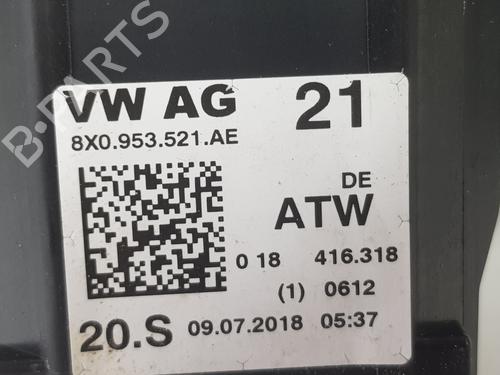 B-PARTS
VW AG 21
8X0.953.521.AE
DE
ATW
0 18 416.318
(1) 0612
20.S 09.07.2018 05:37